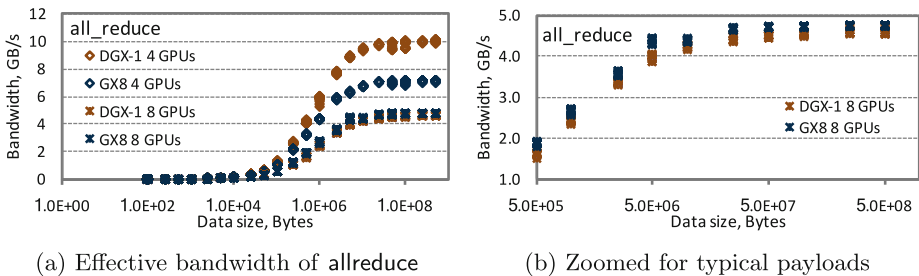 all_reduce
Bandwidth, GB/s
12
10
8
6
4
2
0
DGX-1 4 GPUs
GX8 4 GPUs
DGX-1 8 GPUs
GX8 8 GPUs
1.0E+00 1.0E+02 1.0E+04 1.0E+06 1.0E+08
Data size, Bytes
(a) Effective bandwidth of allreduce
all_reduce
Bandwidth, GB/s
5.0
4.0
3.0
2.0
1.0
DGX-1 8 GPUs
GX8 8 GPUs
5.0E+05 5.0E+06 5.0E+07 5.0E+08
Data size, Bytes
(b) Zoomed for typical payloads